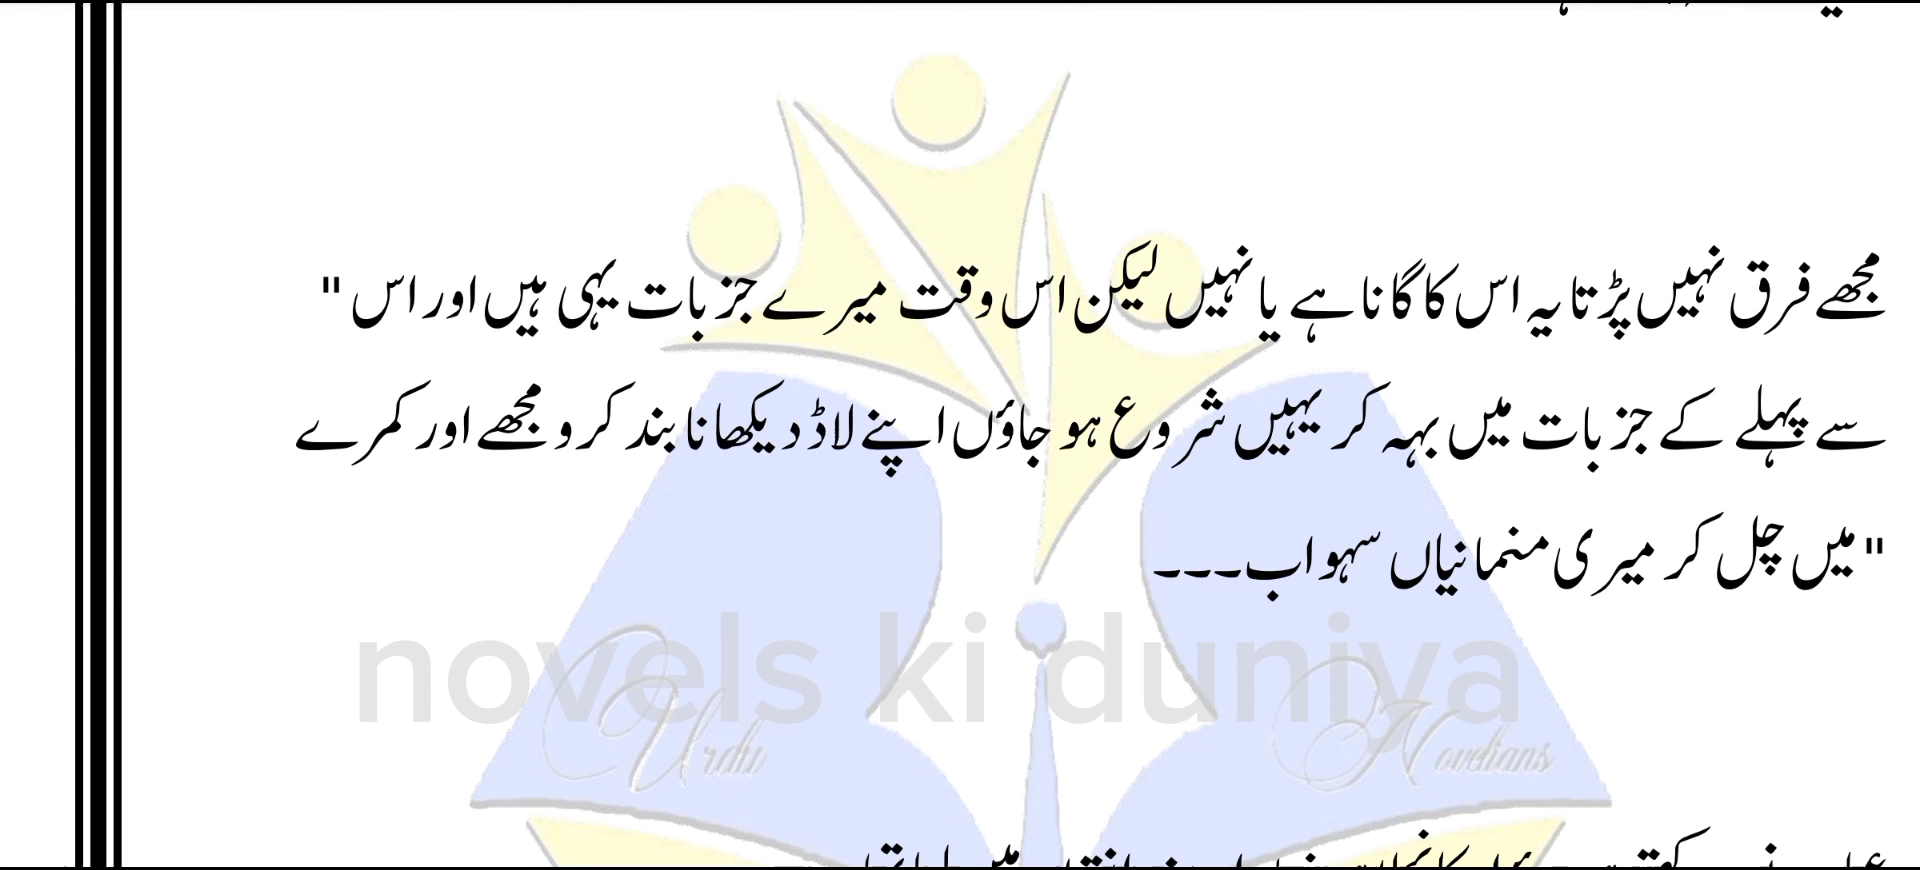 مجھے فرق نہیں پڑتا یہ اس کا گانا ہے یا نہیں لیکن اس وقت میرے جزبات یہی ہیں اور اس "
سے پہلے کے جزبات میں بہہ کر یہیں شروع ہو جاؤں اپنے لاڈ دیکھانا بند کرو مجھے اور کمرے
" میں چل کر میری منمانیاں سہو اب۔۔۔
novels ki duniya
Urdu Novelians